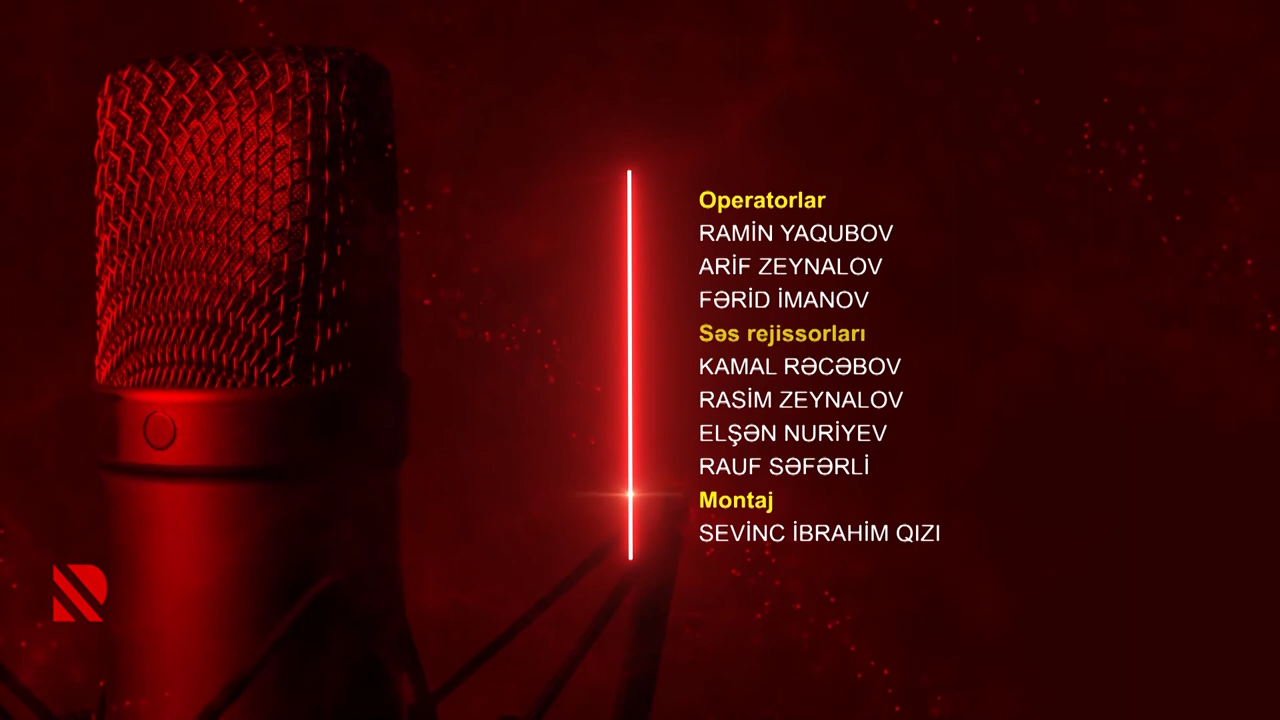 Operatorlar
RAMİN YAQUBOV
ARİF ZEYNALOV
FƏRİD İMANOV
Səs rejissorları
KAMAL RƏCƏBOV
RASİM ZEYNALOV
ELŞƏN NURİYEV
RAUF SƏFƏRLİ
Montaj
SEVİNC İBRAHİM QIZI